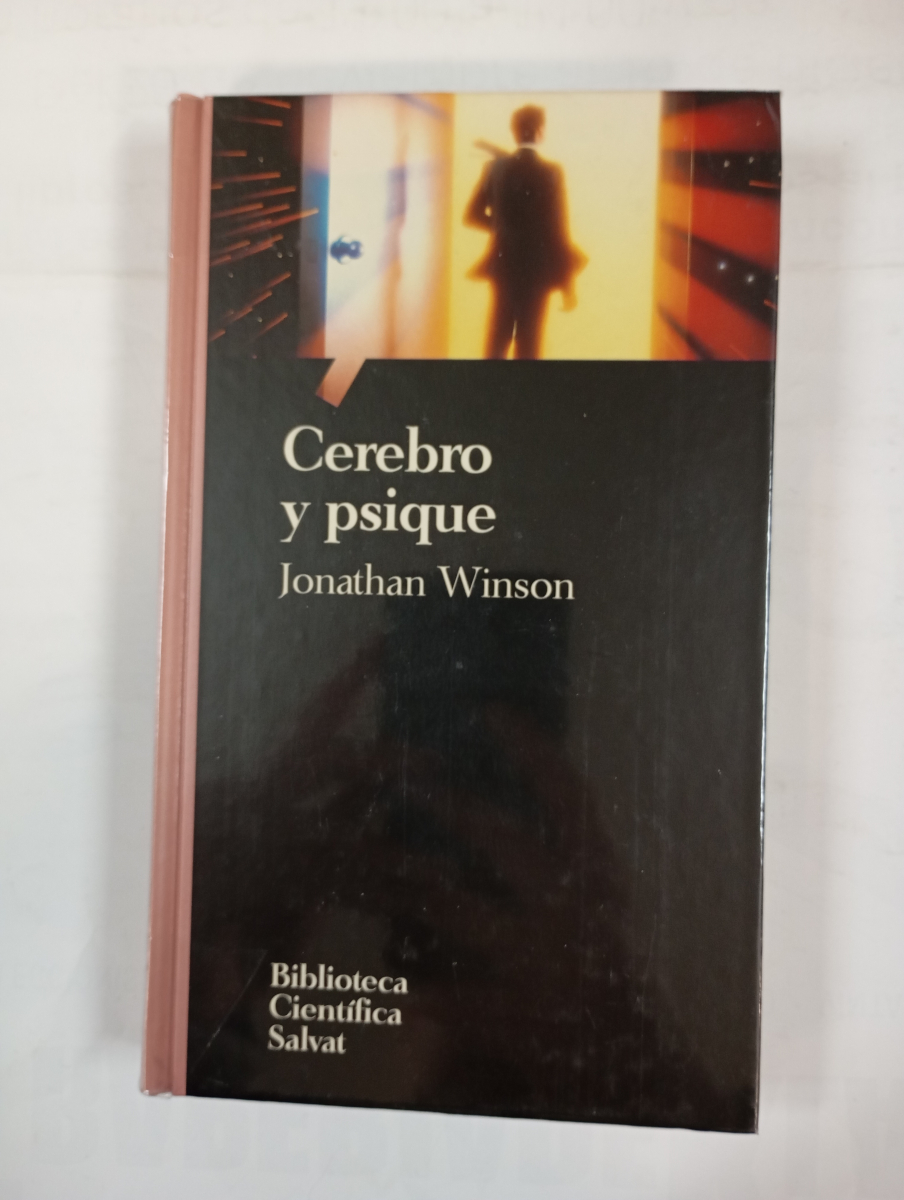 Cerebro
y psique
Jonathan Winson
Biblioteca
Científica
Salvat